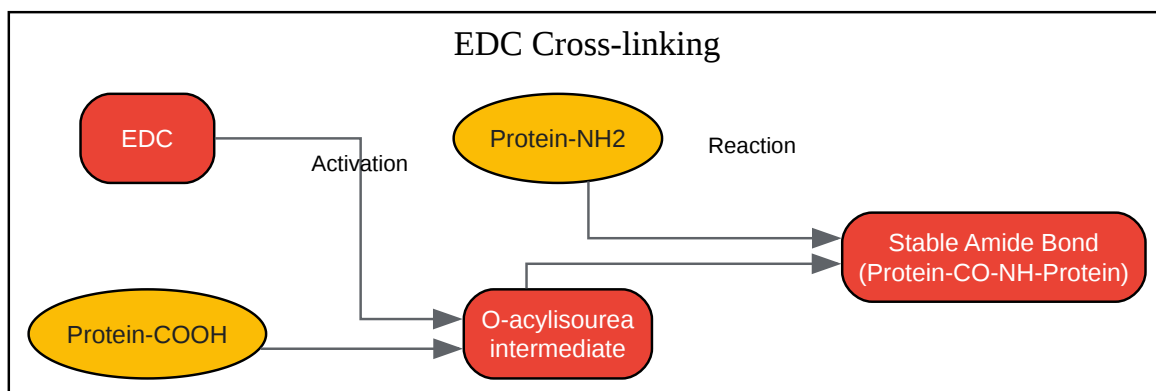 EDC Cross-linking
EDC
Activation
Protein-NH2
Reaction
Stable Amide Bond
(Protein-CO-NH-Protein)
Protein-COOH
O-acylisourea
intermediate